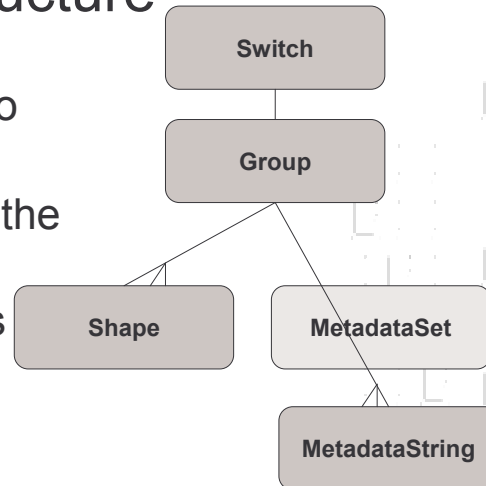 ucture
Switch
o
Group
the
s
Shape
MetadataSet
MetadataString